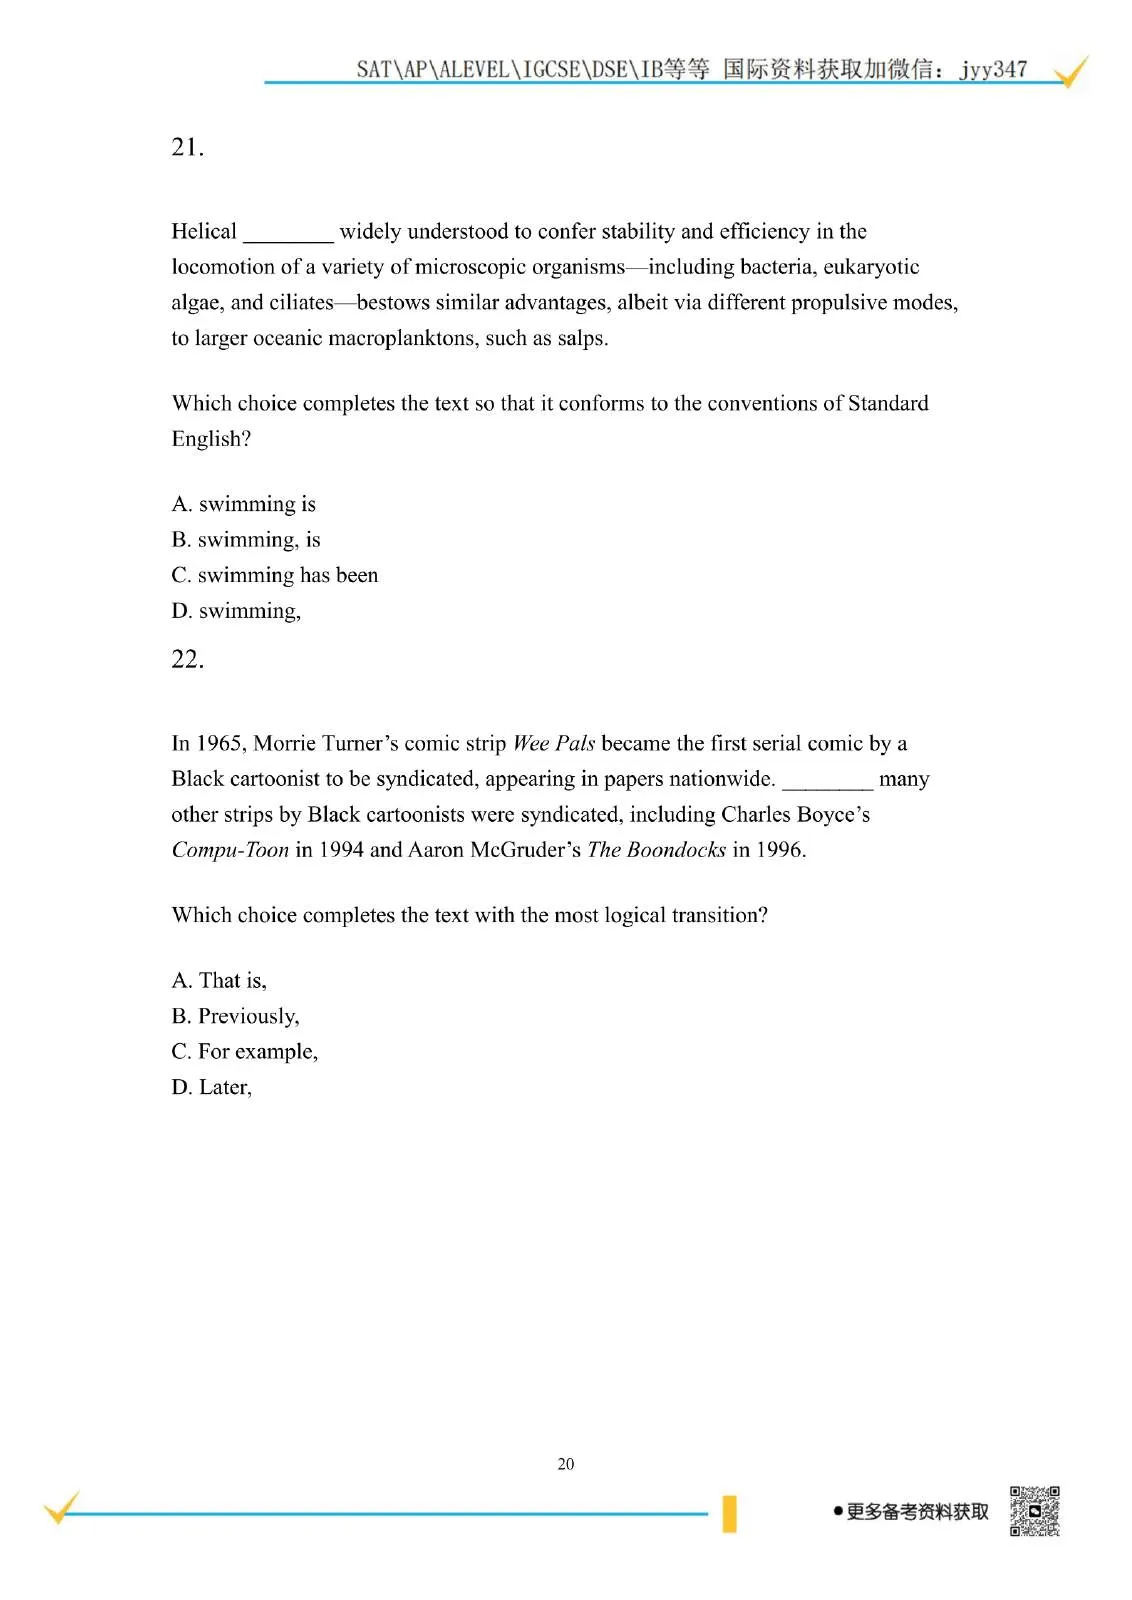 SAT\AP\ALEVEL\IGCSE\DSE\IB等等 国际资料获取加微信：jyy347
21.
Helical ________ widely understood to confer stability and efficiency in the
locomotion of a variety of microscopic organisms—including bacteria, eukaryotic
algae, and ciliates—bestows similar advantages, albeit via different propulsive modes,
to larger oceanic macroplanktons, such as salps.
Which choice completes the text so that it conforms to the conventions of Standard
English?
A. swimming is
B. swimming, is
C. swimming has been
D. swimming,
22.
In 1965, Morrie Turner’s comic strip Wee Pals became the first serial comic by a
Black cartoonist to be syndicated, appearing in papers nationwide. ________ many
other strips by Black cartoonists were syndicated, including Charles Boyce’s
Compu-Toon in 1994 and Aaron McGruder’s The Boondocks in 1996.
Which choice completes the text with the most logical transition?
A. That is,
B. Previously,
C. For example,
D. Later,
20
●更多备考资料获取